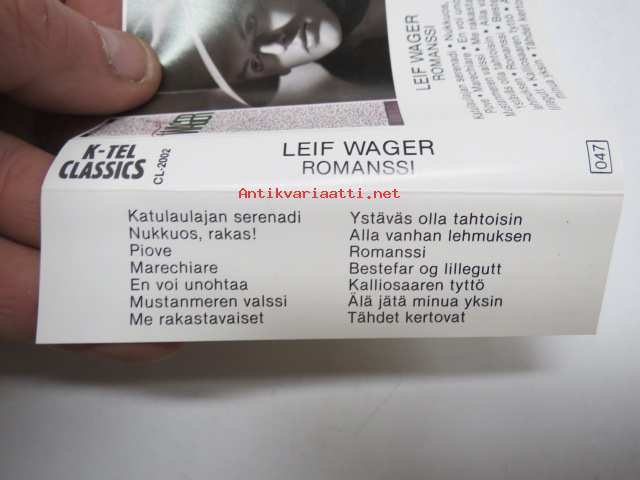 LEIF WAGER
ROMANSSI
WAGER
K-TEL
CLASSICS
CL-2002
LEIF WAGER
ROMANSSI
047
Antikvariaatti.net
Katulaulajan serenadi
Nukkuos, rakas!
Piove
Marechiare
En voi unohtaa
Mustanmeren valssi
Me rakastavaiset
Ystäväs olla tahtoisin
Alla vanhan lehmuksen
Romanssi
Bestefar og lillegutt
Kalliosaaren tyttö
Älä jätä minua yksin
Tähdet kertovat